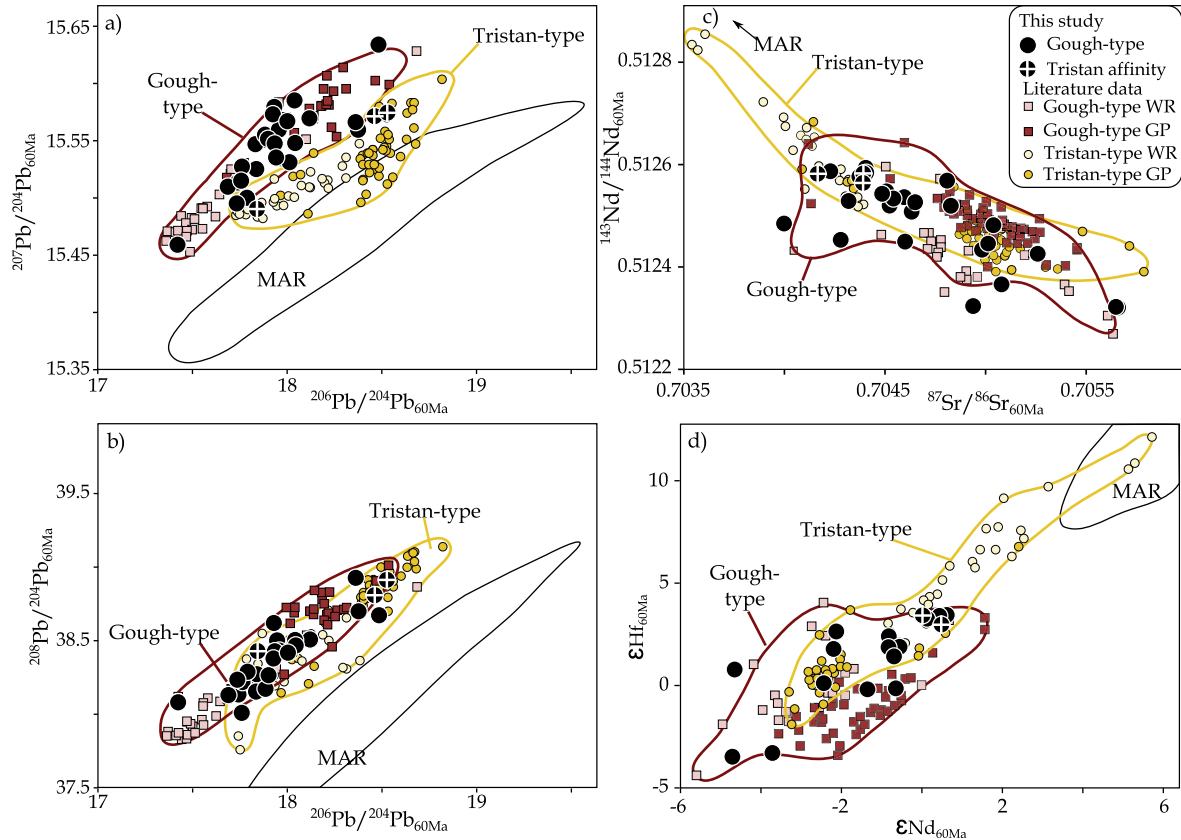 a)
15.65
15.55
15.45
15.35
207Pb/204Pb60Ma
Gough-
type
Tristan-type
MAR
17
18
19
206Pb/204Pb60Ma
c)
0.5128
0.5126
0.5124
0.5122
143Nd/144Nd60Ma
MAR
Tristan-type
Gough-type
0.7035
0.7045
0.7055
87Sr/86Sr60Ma
This study
Gough-type
Tristan affinity
Literature data
Gough-type WR
Gough-type GP
Tristan-type WR
Tristan-type GP
b)
39.5
38.5
37.5
208Pb/204Pb60Ma
Tristan-type
Gough-type
MAR
17
18
19
206Pb/204Pb60Ma
d)
10
5
0
-5
εHf60Ma
MAR
Tristan-type
Gough-
type
-6
-2
2
6
εNd60Ma